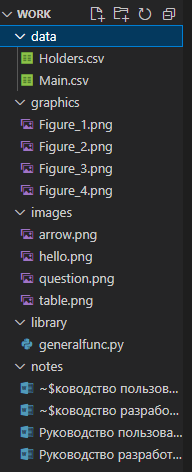 WORK
data
Holders.csv
Main.csv
graphics
Figure_1.png
Figure_2.png
Figure_3.png
Figure_4.png
images
arrow.png
hello.png
question.png
table.png
library
generalfunc.py
notes
~$ководство пользов...
~$ководство разрабо...
Руководство пользова...
Руководство разработ...